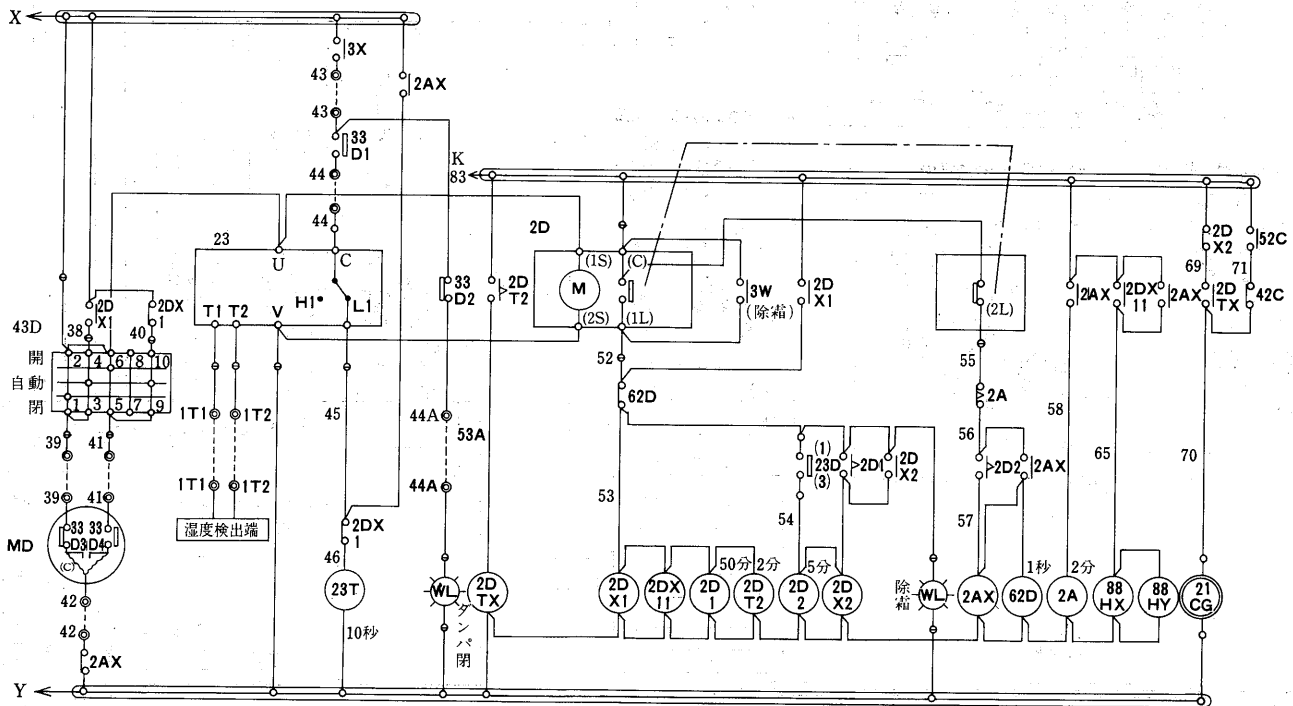 X
3X
43
2AX
43
33
D1
K
83
44
44
23
U
C
2D
(1S)
(C)
2D
X2
52C
69
71
33
D2
2D
T2
M
3W
(除霜)
2D
X1
2AX
2DX
11
2AX
2D
TX
42C
H1
L1
(2L)
T1
T2
V
(2S)
(1L)
2D
X1
2DX
1
43D
38
40
開
2
4
6
8
10
自動
閉
1
3
5
7
9
52
55
62D
2A
58
1T1
1T2
45
44A
53A
56
65
70
39
41
(1)
23D
(3)
2D1
2D
X2
2D2
2AX
39
41
1T1
1T2
44A
53
54
57
湿度検出端
MD
33
D3
33
D4
(C)
2DX
1
46
50分
2分
5分
1秒
2分
23T
WL
2D
TX
2D
X1
2DX
11
2D
1
2D
T2
2D
2
2D
X2
除霜
WL
2AX
62D
2A
88
HX
88
HY
21
CG
42
42
10秒
ダンパ閉
2AX
Y